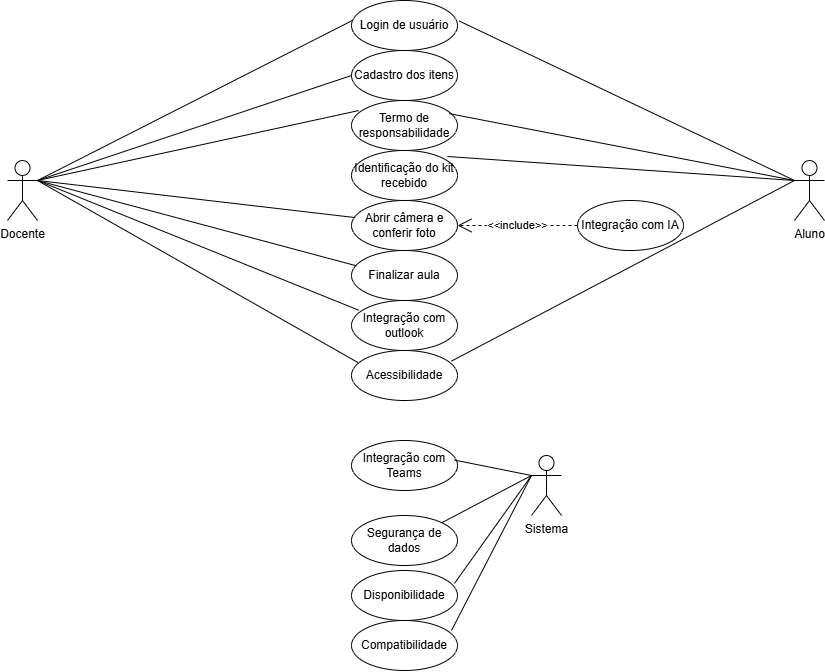 Login de usuário
Cadastro dos itens
Termo de
responsabilidade
Identificação do kit
recebido
Docente
Abrir câmera e
conferir foto
<<include>>
Integração com IA
Aluno
Finalizar aula
Integração com
outlook
Acessibilidade
Integração com
Teams
Sistema
Segurança de
dados
Disponibilidade
Compatibilidade